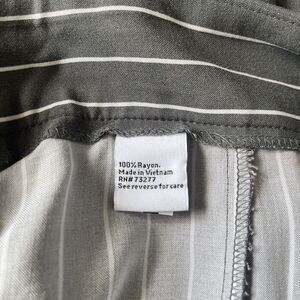 100% Rayon.
Made in Vietnam
RN# 73277
See reverse for care